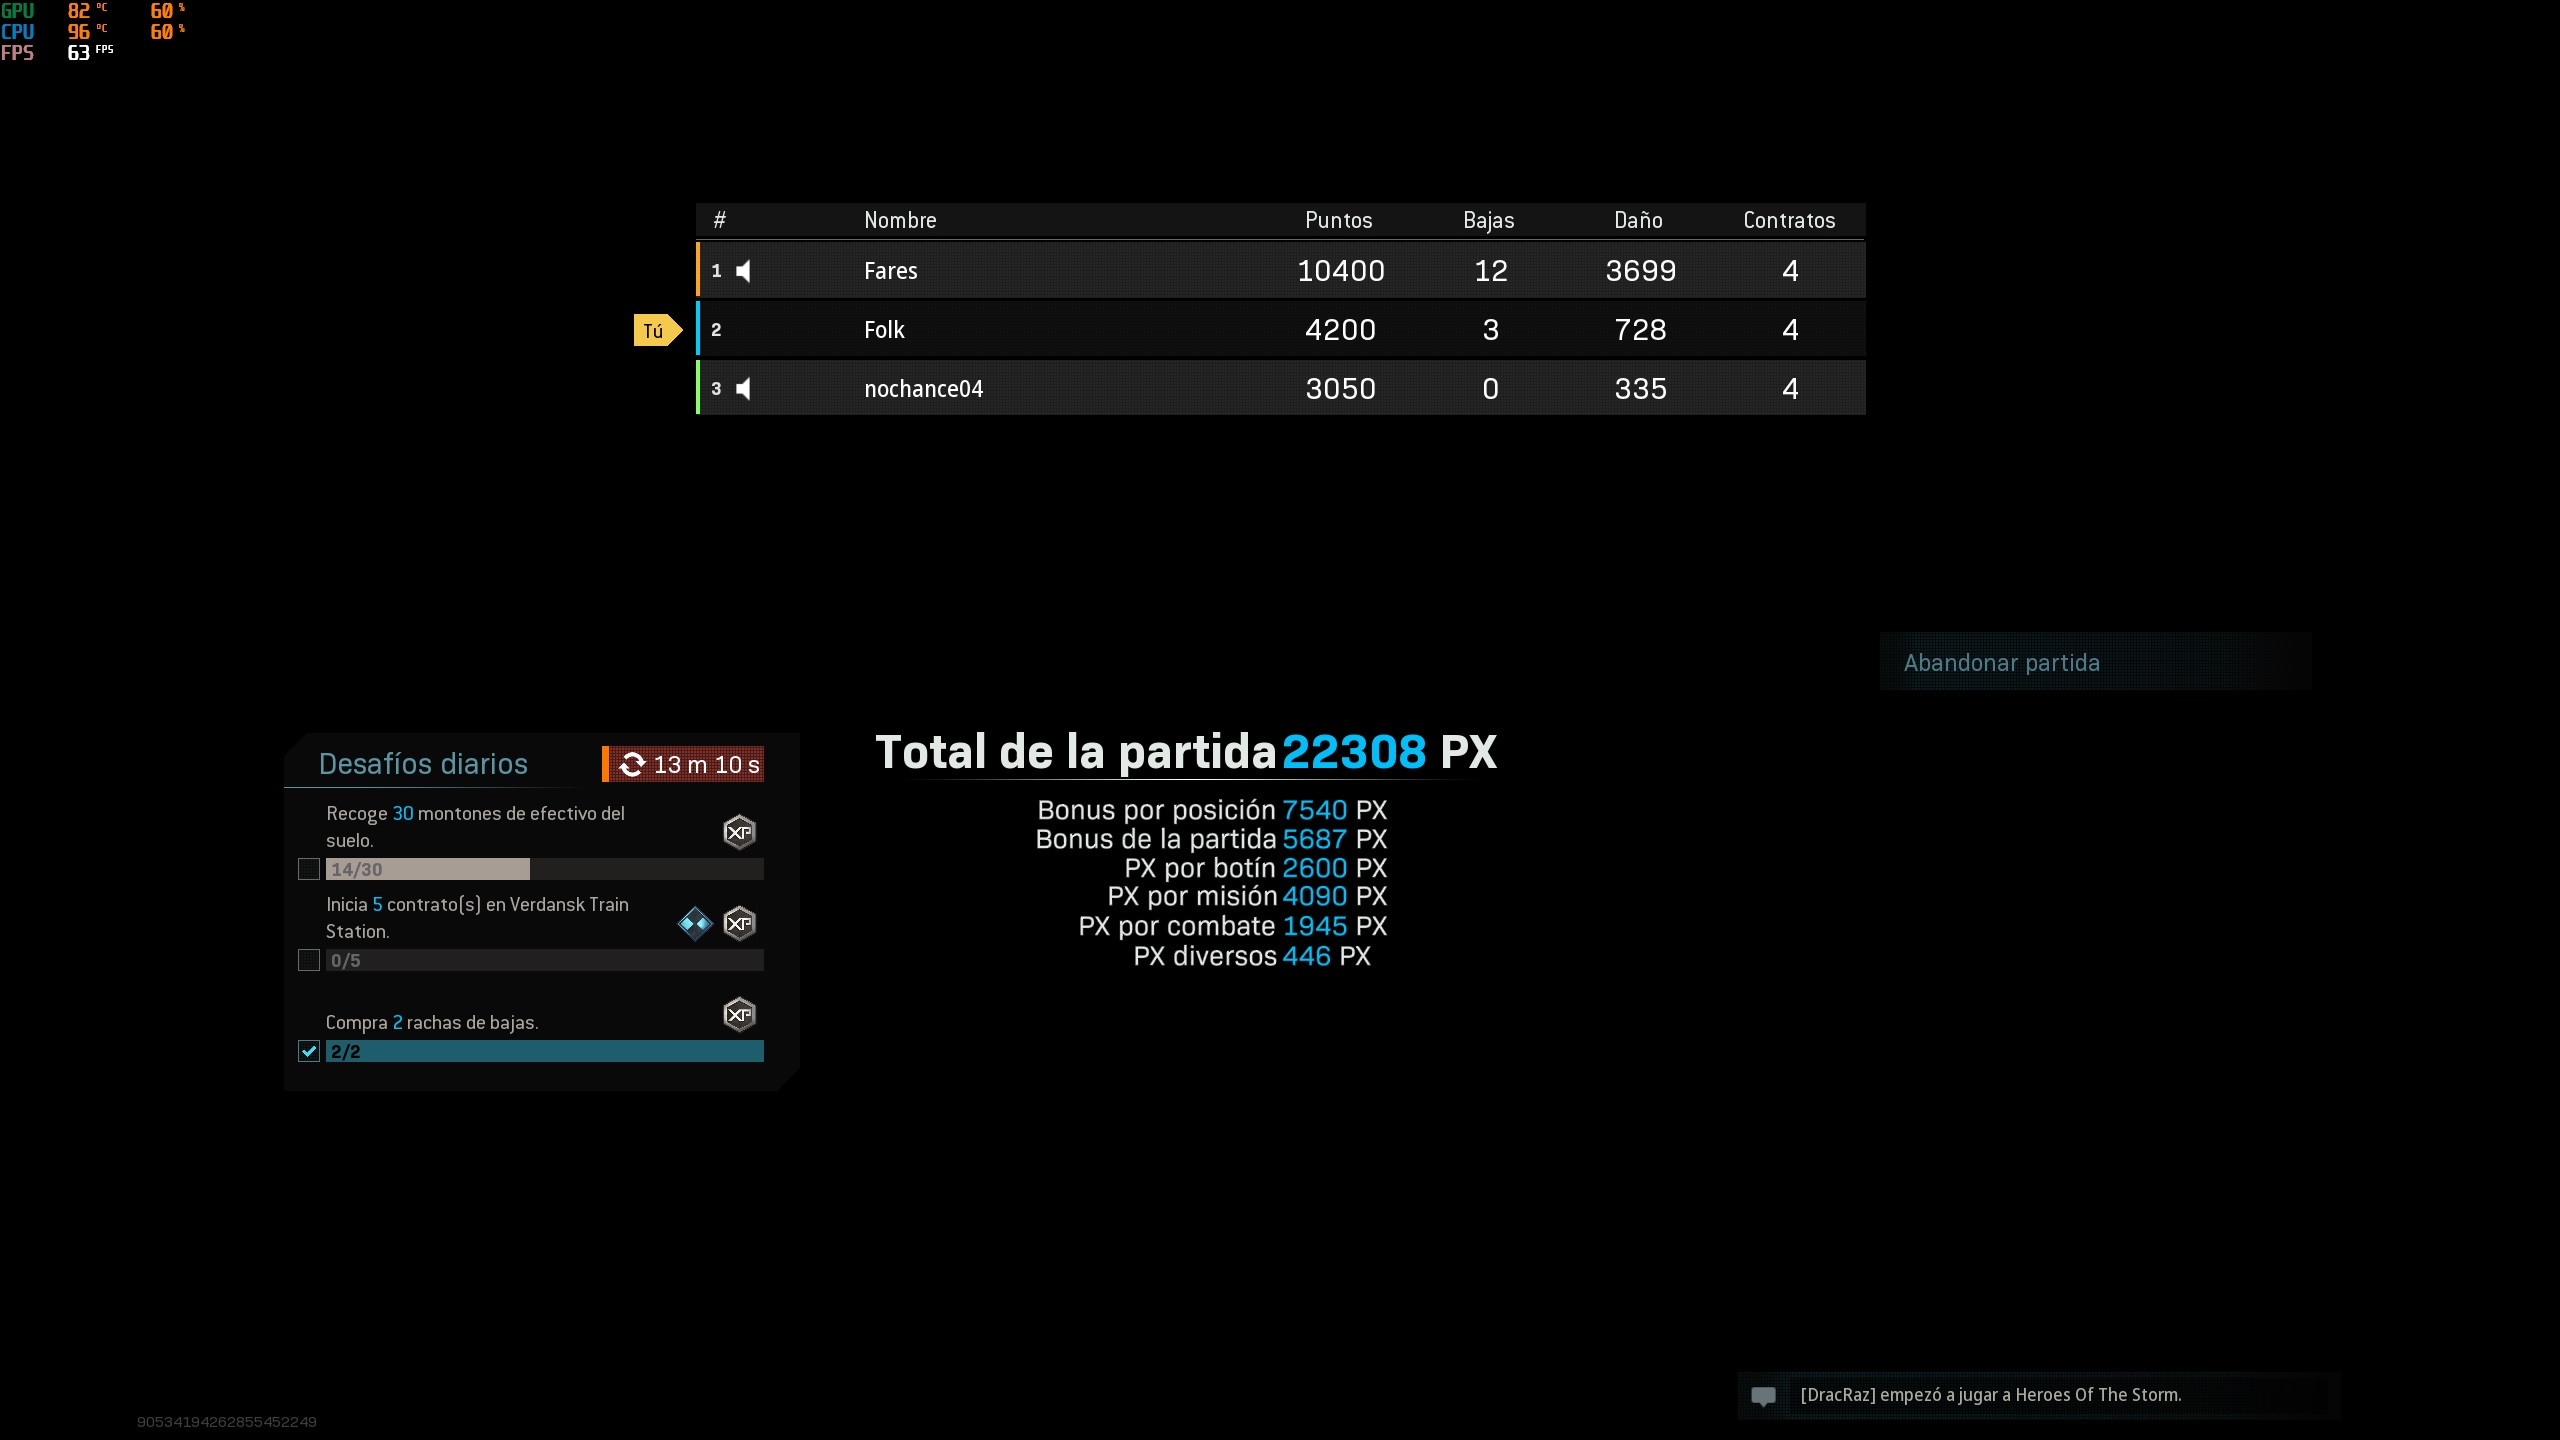 GPU 82 °C 60 %
CPU 96 °C 60 %
FPS 63 FPS
# Nombre Puntos Bajas Daño Contratos
1 Fares 10400 12 3699 4
Tú 2 Folk 4200 3 728 4
3 nochance04 3050 0 335 4
Abandonar partida
Desafíos diarios 13 m 10 s
Recoge 30 montones de efectivo del
suelo.
XP
14/30
Inicia 5 contrato(s) en Verdansk Train
Station.
XP
0/5
Compra 2 rachas de bajas.
XP
2/2
Total de la partida 22308 PX
Bonus por posición 7540 PX
Bonus de la partida 5687 PX
PX por botín 2600 PX
PX por misión 4090 PX
PX por combate 1945 PX
PX diversos 446 PX
[DracRaz] empezó a jugar a Heroes Of The Storm.
90534194262855452249